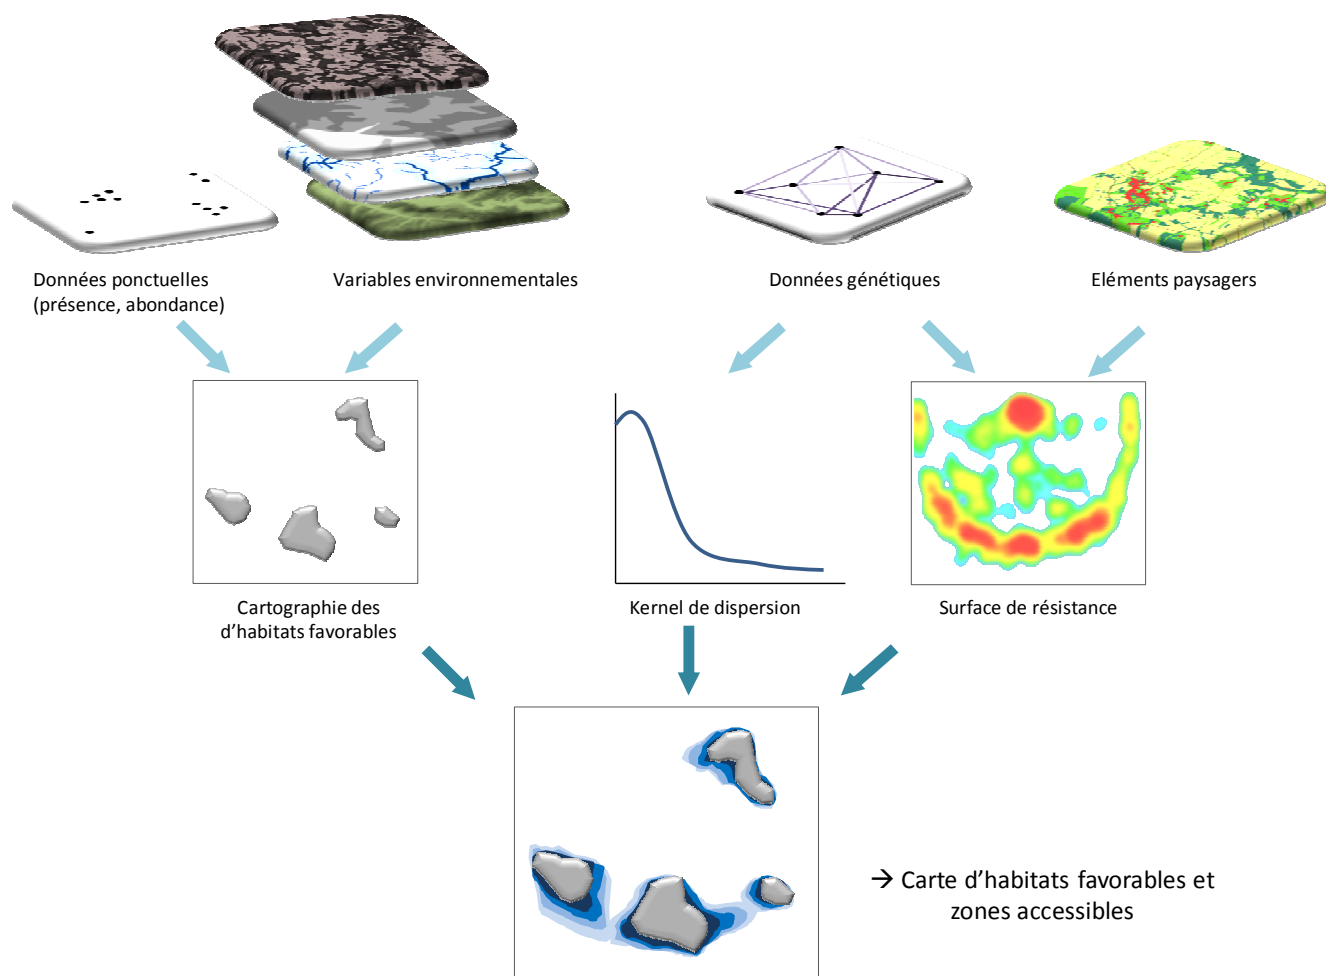 Données ponctuelles
(présence, abondance)
Variables environnementales
Données génétiques
Eléments paysagers
Cartographie des
d'habitats favorables
Kernel de dispersion
Surface de résistance
→ Carte d'habitats favorables et
zones accessibles